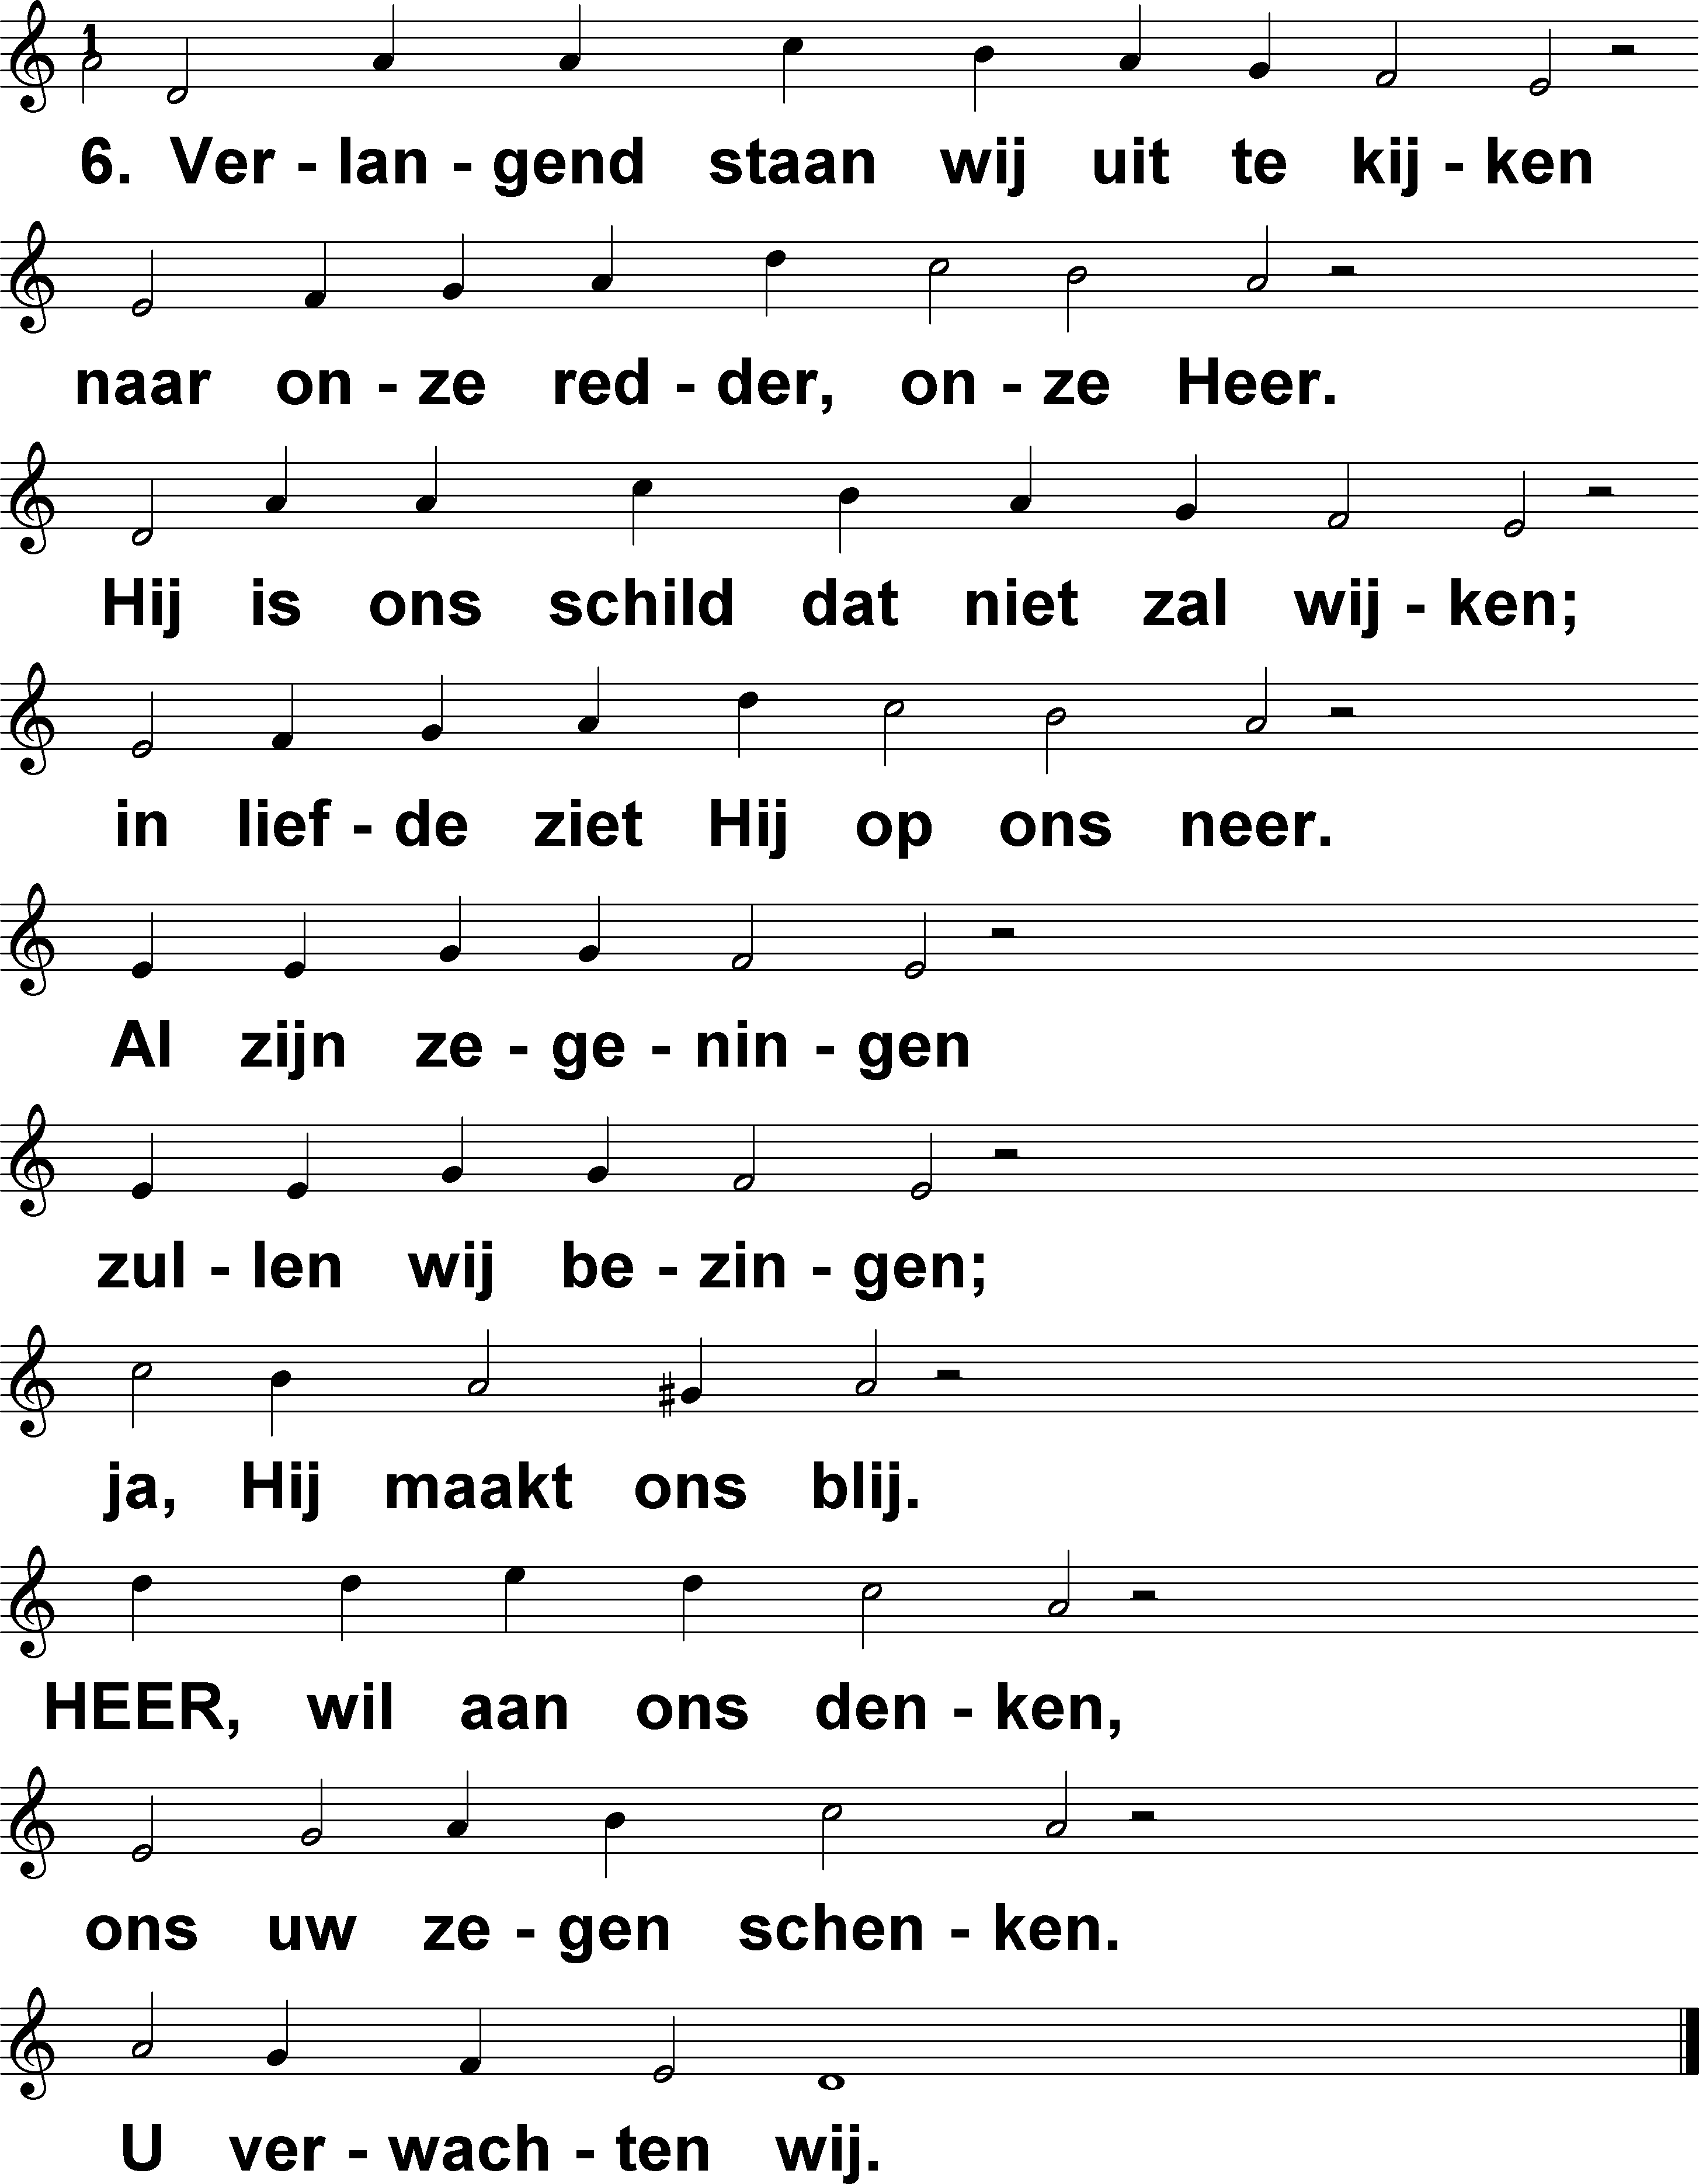 1
6. Ver - lan - gend staan wij uit te kij - ken
naar on - ze red - der, on - ze Heer.
Hij is ons schild dat niet zal wij - ken;
in lief - de ziet Hij op ons neer.
Al zijn ze - ge - nin - gen
zul - len wij be - zin - gen;
ja, Hij maakt ons blij.
HEER, wil aan ons den - ken,
ons uw ze - gen schen - ken.
U ver - wach - ten wij.